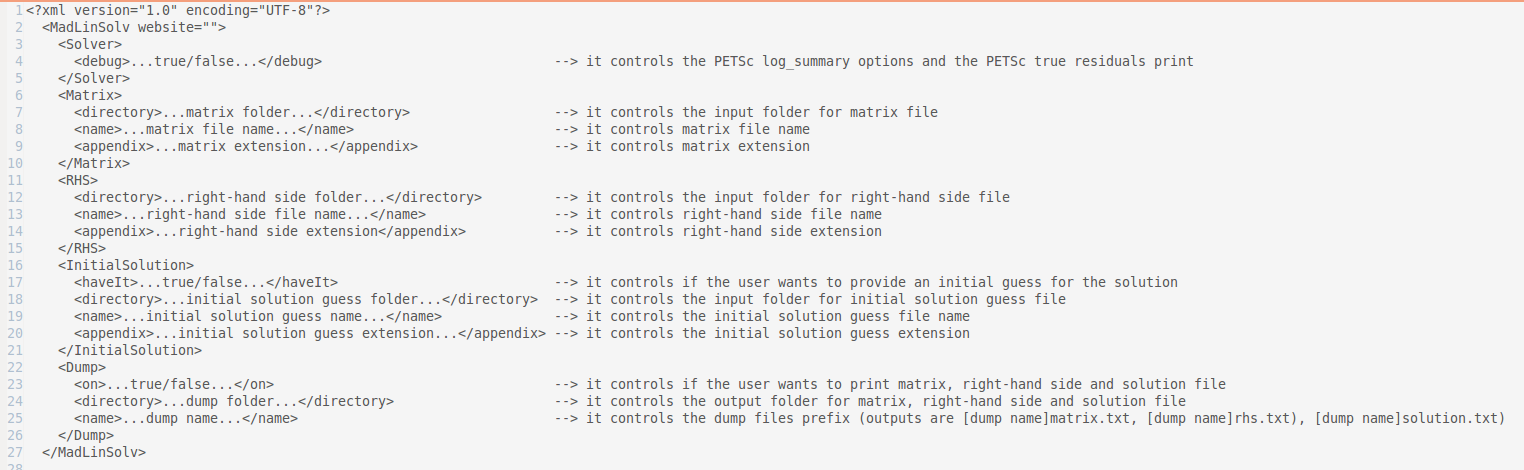 1 <?xml version="1.0" encoding="UTF-8"?>
2   <MadLinSolv website="">
3     <Solver>
4       <debug>...true/false...</debug>                             --> it controls the PETSc log_summary options and the PETSc true residuals print
5     </Solver>
6     <Matrix>
7       <directory>...matrix folder...</directory>                  --> it controls the input folder for matrix file
8       <name>...matrix file name...</name>                         --> it controls matrix file name
9       <appendix>...matrix extension...</appendix>                 --> it controls matrix extension
10     </Matrix>
11     <RHS>
12       <directory>...right-hand side folder...</directory>         --> it controls the input folder for right-hand side file
13       <name>...right-hand side file name...</name>                --> it controls right-hand side file name
14       <appendix>...right-hand side extension</appendix>           --> it controls right-hand side extension
15     </RHS>
16     <InitialSolution>
17       <haveIt>...true/false...</haveIt>                           --> it controls if the user wants to provide an initial guess for the solution
18       <directory>...initial solution guess folder...</directory>  --> it controls the input folder for initial solution guess file
19       <name>...initial solution guess name...</name>              --> it controls the initial solution guess file name
20       <appendix>...initial solution guess extension...</appendix> --> it controls the initial solution guess extension
21     </InitialSolution>
22     <Dump>
23       <on>...true/false...</on>                                   --> it controls if the user wants to print matrix, right-hand side and solution file
24       <directory>...dump folder...</directory>                    --> it controls the output folder for matrix, right-hand side and solution file
25       <name>...dump name...</name>                                --> it controls the dump files prefix (outputs are [dump name]matrix.txt, [dump name]rhs.txt), [dump name]solution.txt)
26     </Dump>
27   </MadLinSolv>
28